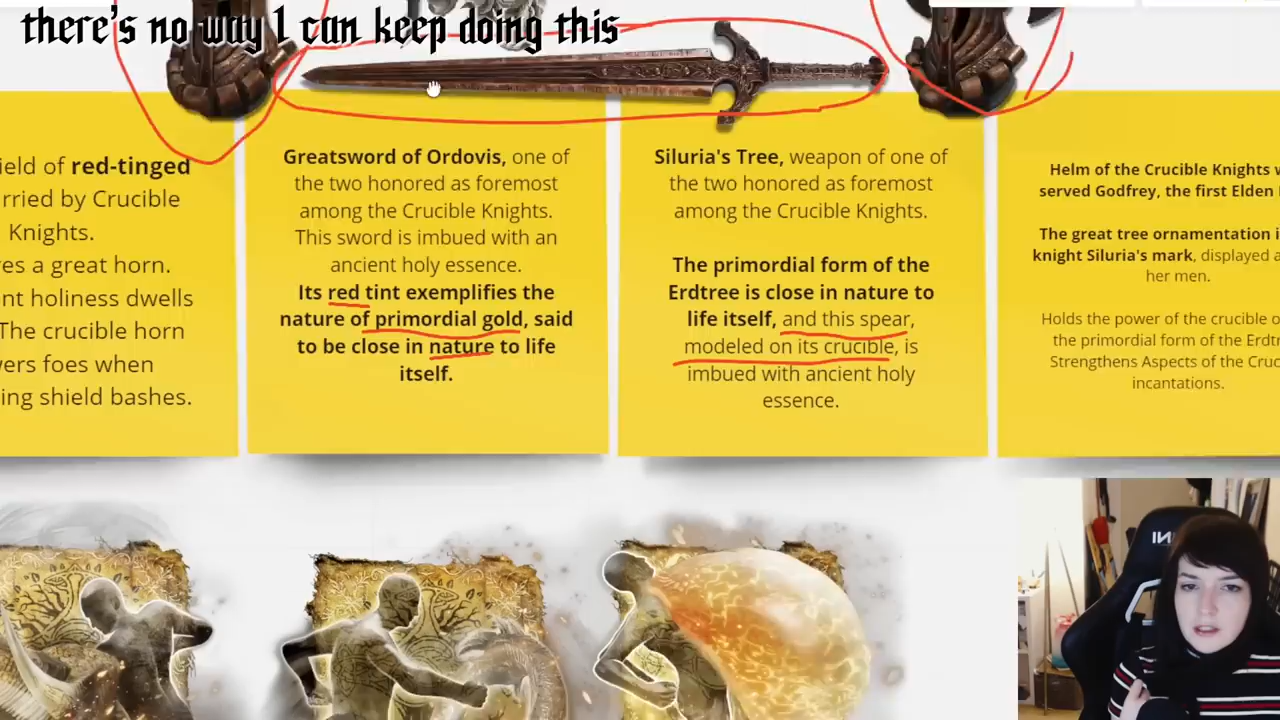 there's no way I can keep doing this
ield of red-tinged
rried by Crucible
Knights.
es a great horn.
nt holiness dwells
The crucible horn
wers foes when
ing shield bashes.
Greatsword of Ordovis, one of
the two honored as foremost
among the Crucible Knights.
This sword is imbued with an
ancient holy essence.
Its red tint exemplifies the
nature of primordial gold, said
to be close in nature to life
itself.
Siluria's Tree, weapon of one of
the two honored as foremost
among the Crucible Knights.
The primordial form of the
Erdtree is close in nature to
life itself, and this spear,
modeled on its crucible, is
imbued with ancient holy
essence.
Helm of the Crucible Knights w
served Godfrey, the first Elden
The great tree ornamentation i
knight Siluria's mark, displayed a
her men.
Holds the power of the crucible o
the primordial form of the Erdtr
Strengthens Aspects of the Cruc
incantations.